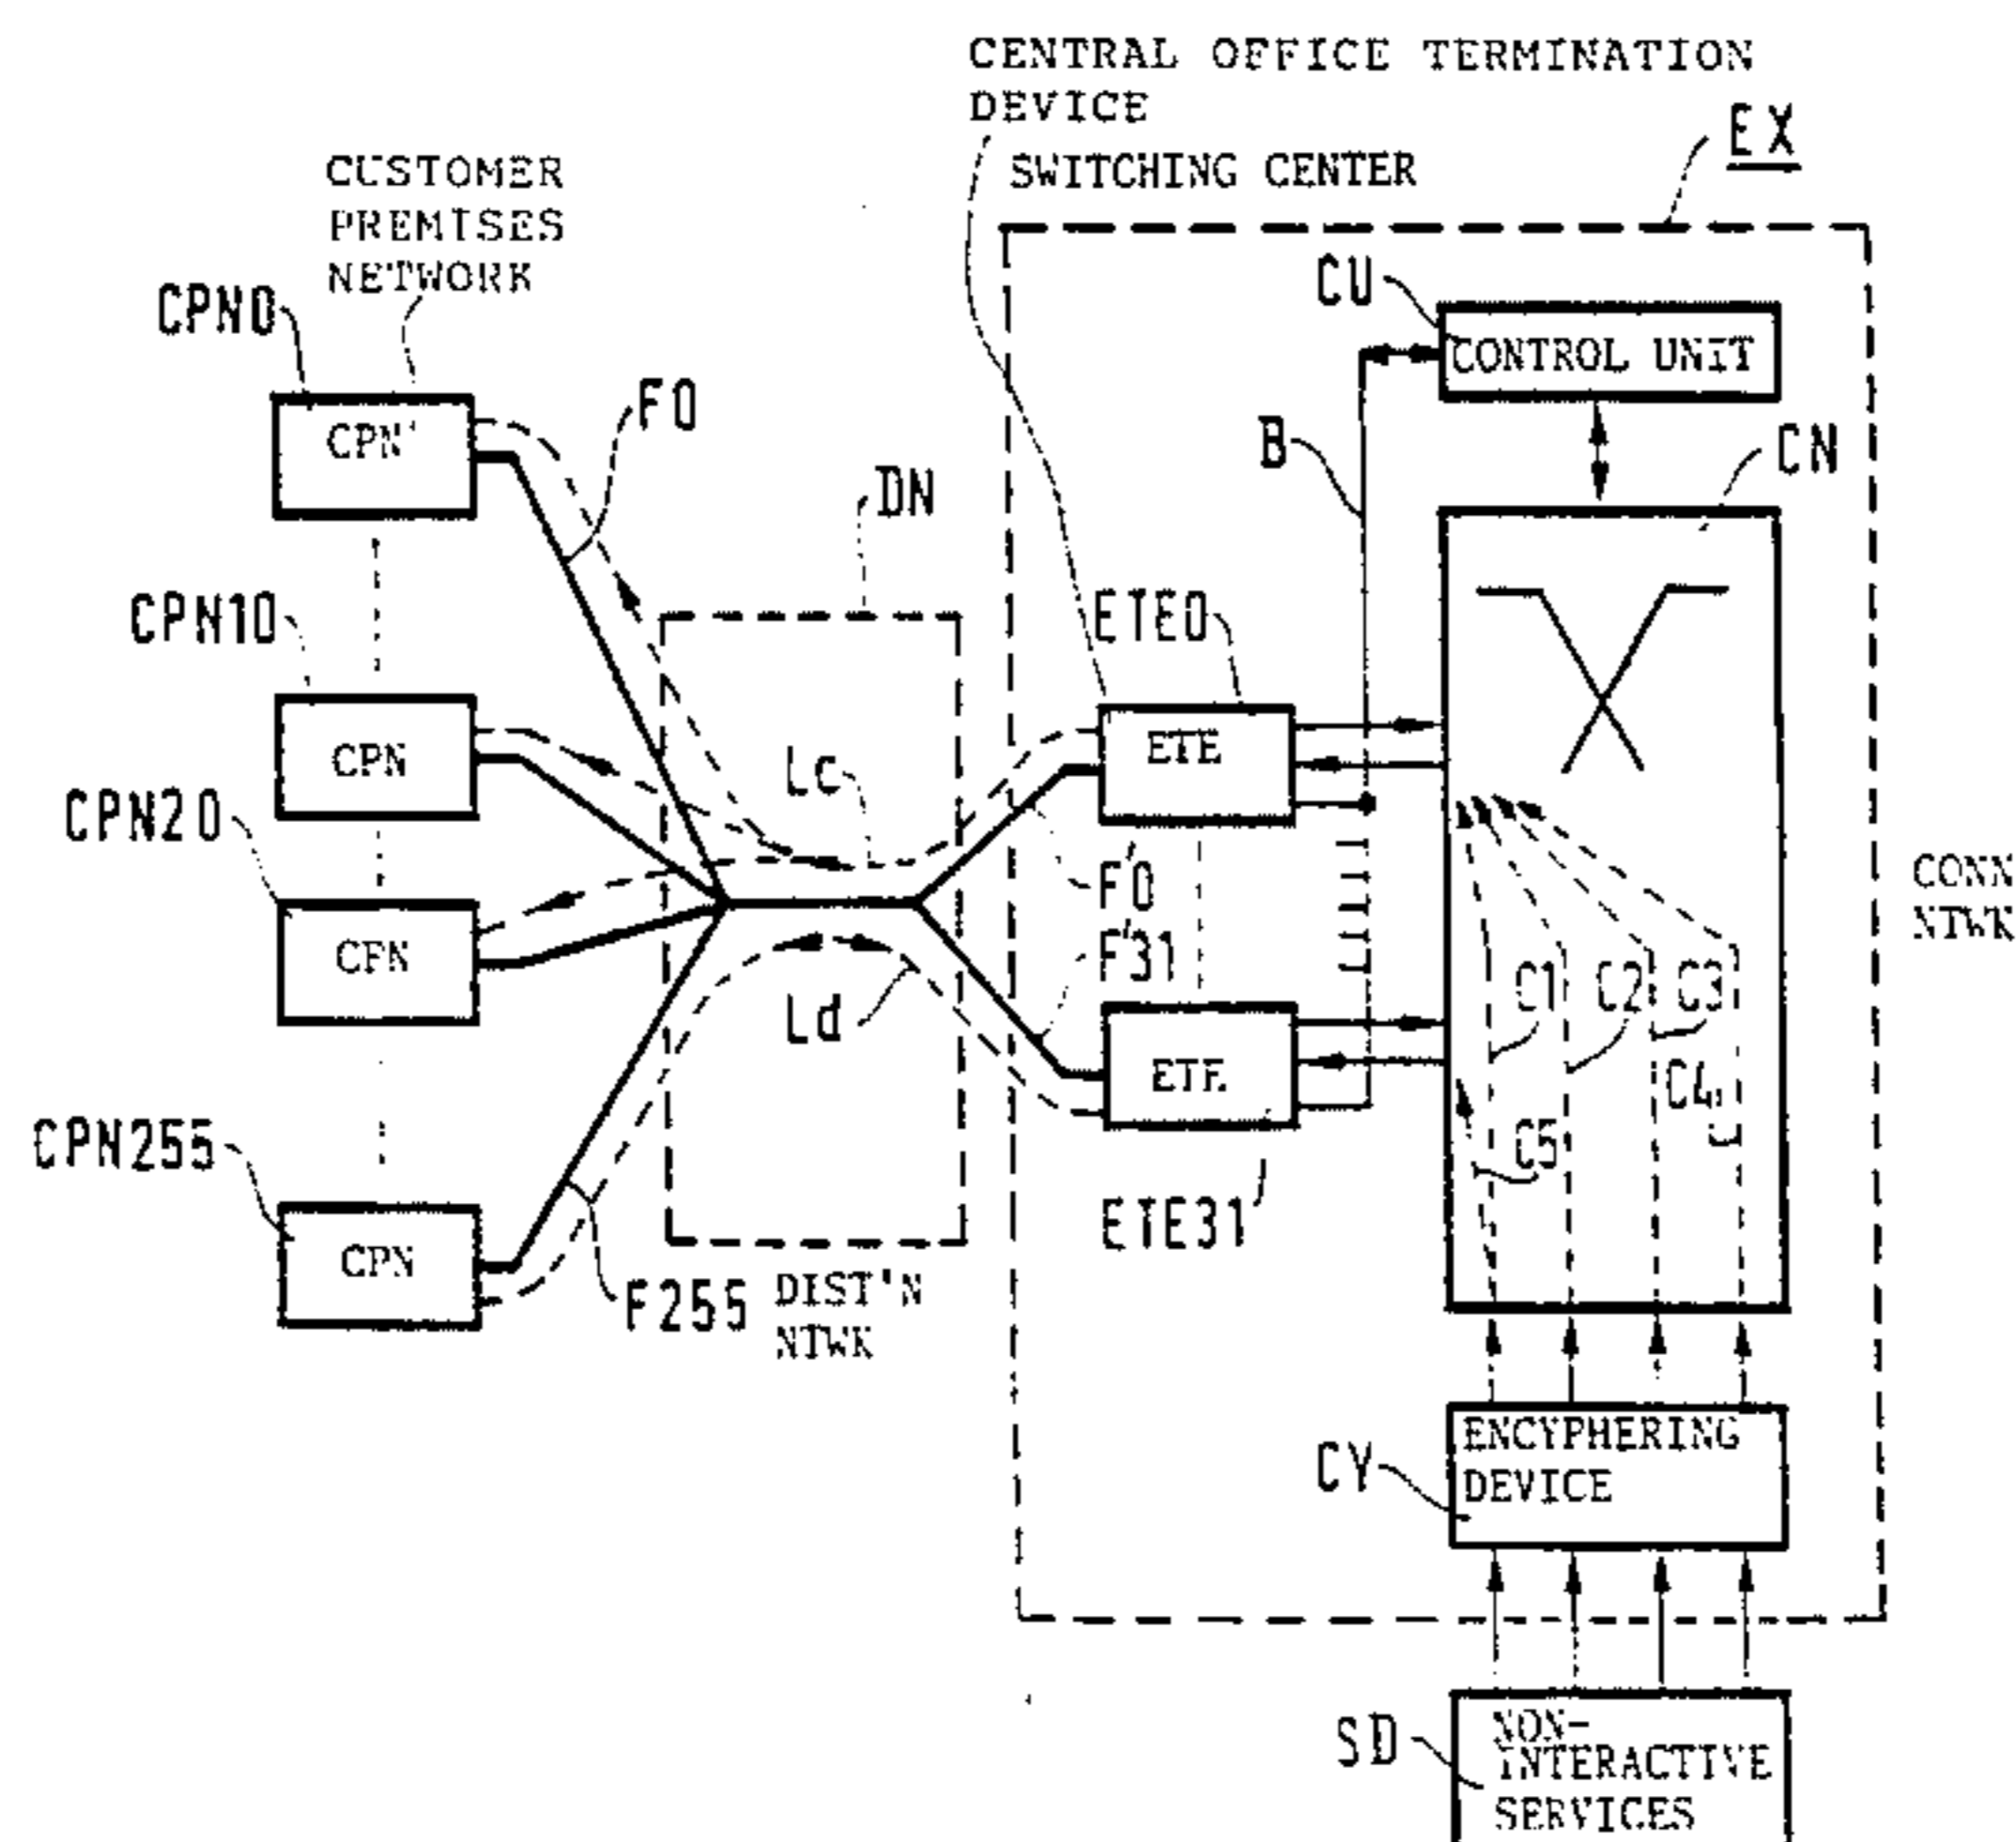 CENTRAL OFFICE TERMINATION
DEVICE
EX
SWITCHING CENTER
CUSTOMER
PREMISES
NETWORK
CPN0
CU
CONTROL UNIT
F0
CPN'
B
CN
DN
CPN10
ETE0
CPN
Lc
ETE
CPN20
F'0
CONN
NTWK
CPN
F'31
C1
C2
C3
Ld
ETE
C4
C5
CPN255
ETE31
CPN
F255
DIST'N
NTWK
CY
ENCYPHERING
DEVICE
SD
NON-
INTERACTIVE
SERVICES